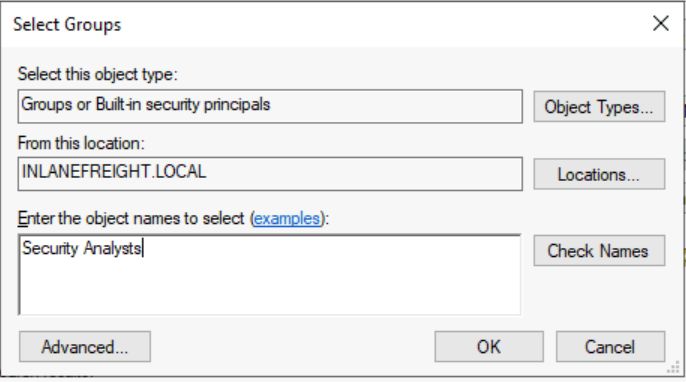 Select Groups
Select this object type:
Groups or Built-in security principals
Object Types...
From this location:
INLANEFREIGHT.LOCAL
Locations...
Enter the object names to select (examples):
Security Analysts
Check Names
Advanced...
OK
Cancel